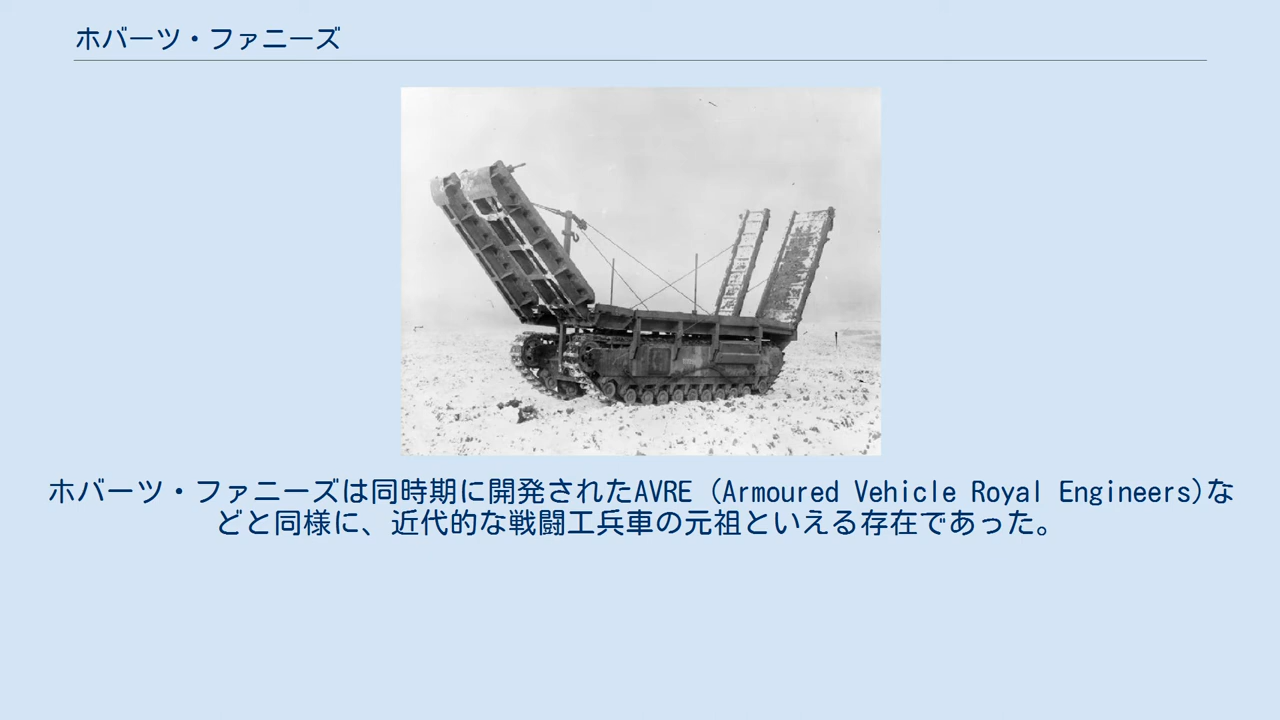 ホバーツ・ファニーズ
ホバーツ・ファニーズは同時期に開発されたAVRE (Armoured Vehicle Royal Engineers)な
どと同様に、近代的な戦闘工兵車の元祖といえる存在であった。